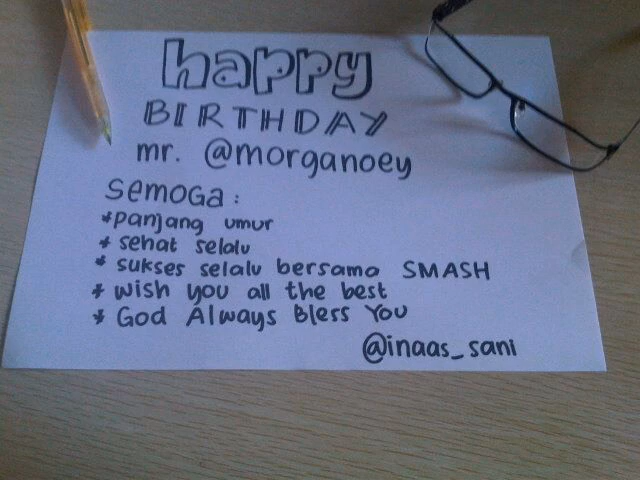 happy
BIRTHDAY
mr. @morganoey
Semoga :
* panjang umur
* sehat selalu
* sukses selalu bersama SMASH
* wish you all the best
* God Always Bless You
@inaas_sani